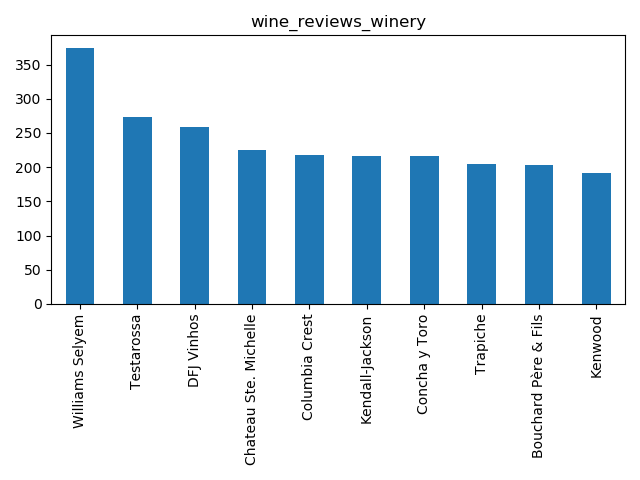 wine_reviews_winery
350
300
250
200
150
100
50
0
Williams Selyem
Testarossa
DFJ Vinhos
Chateau Ste. Michelle
Columbia Crest
Kendall-Jackson
Concha y Toro
Trapiche
Bouchard Père & Fils
Kenwood